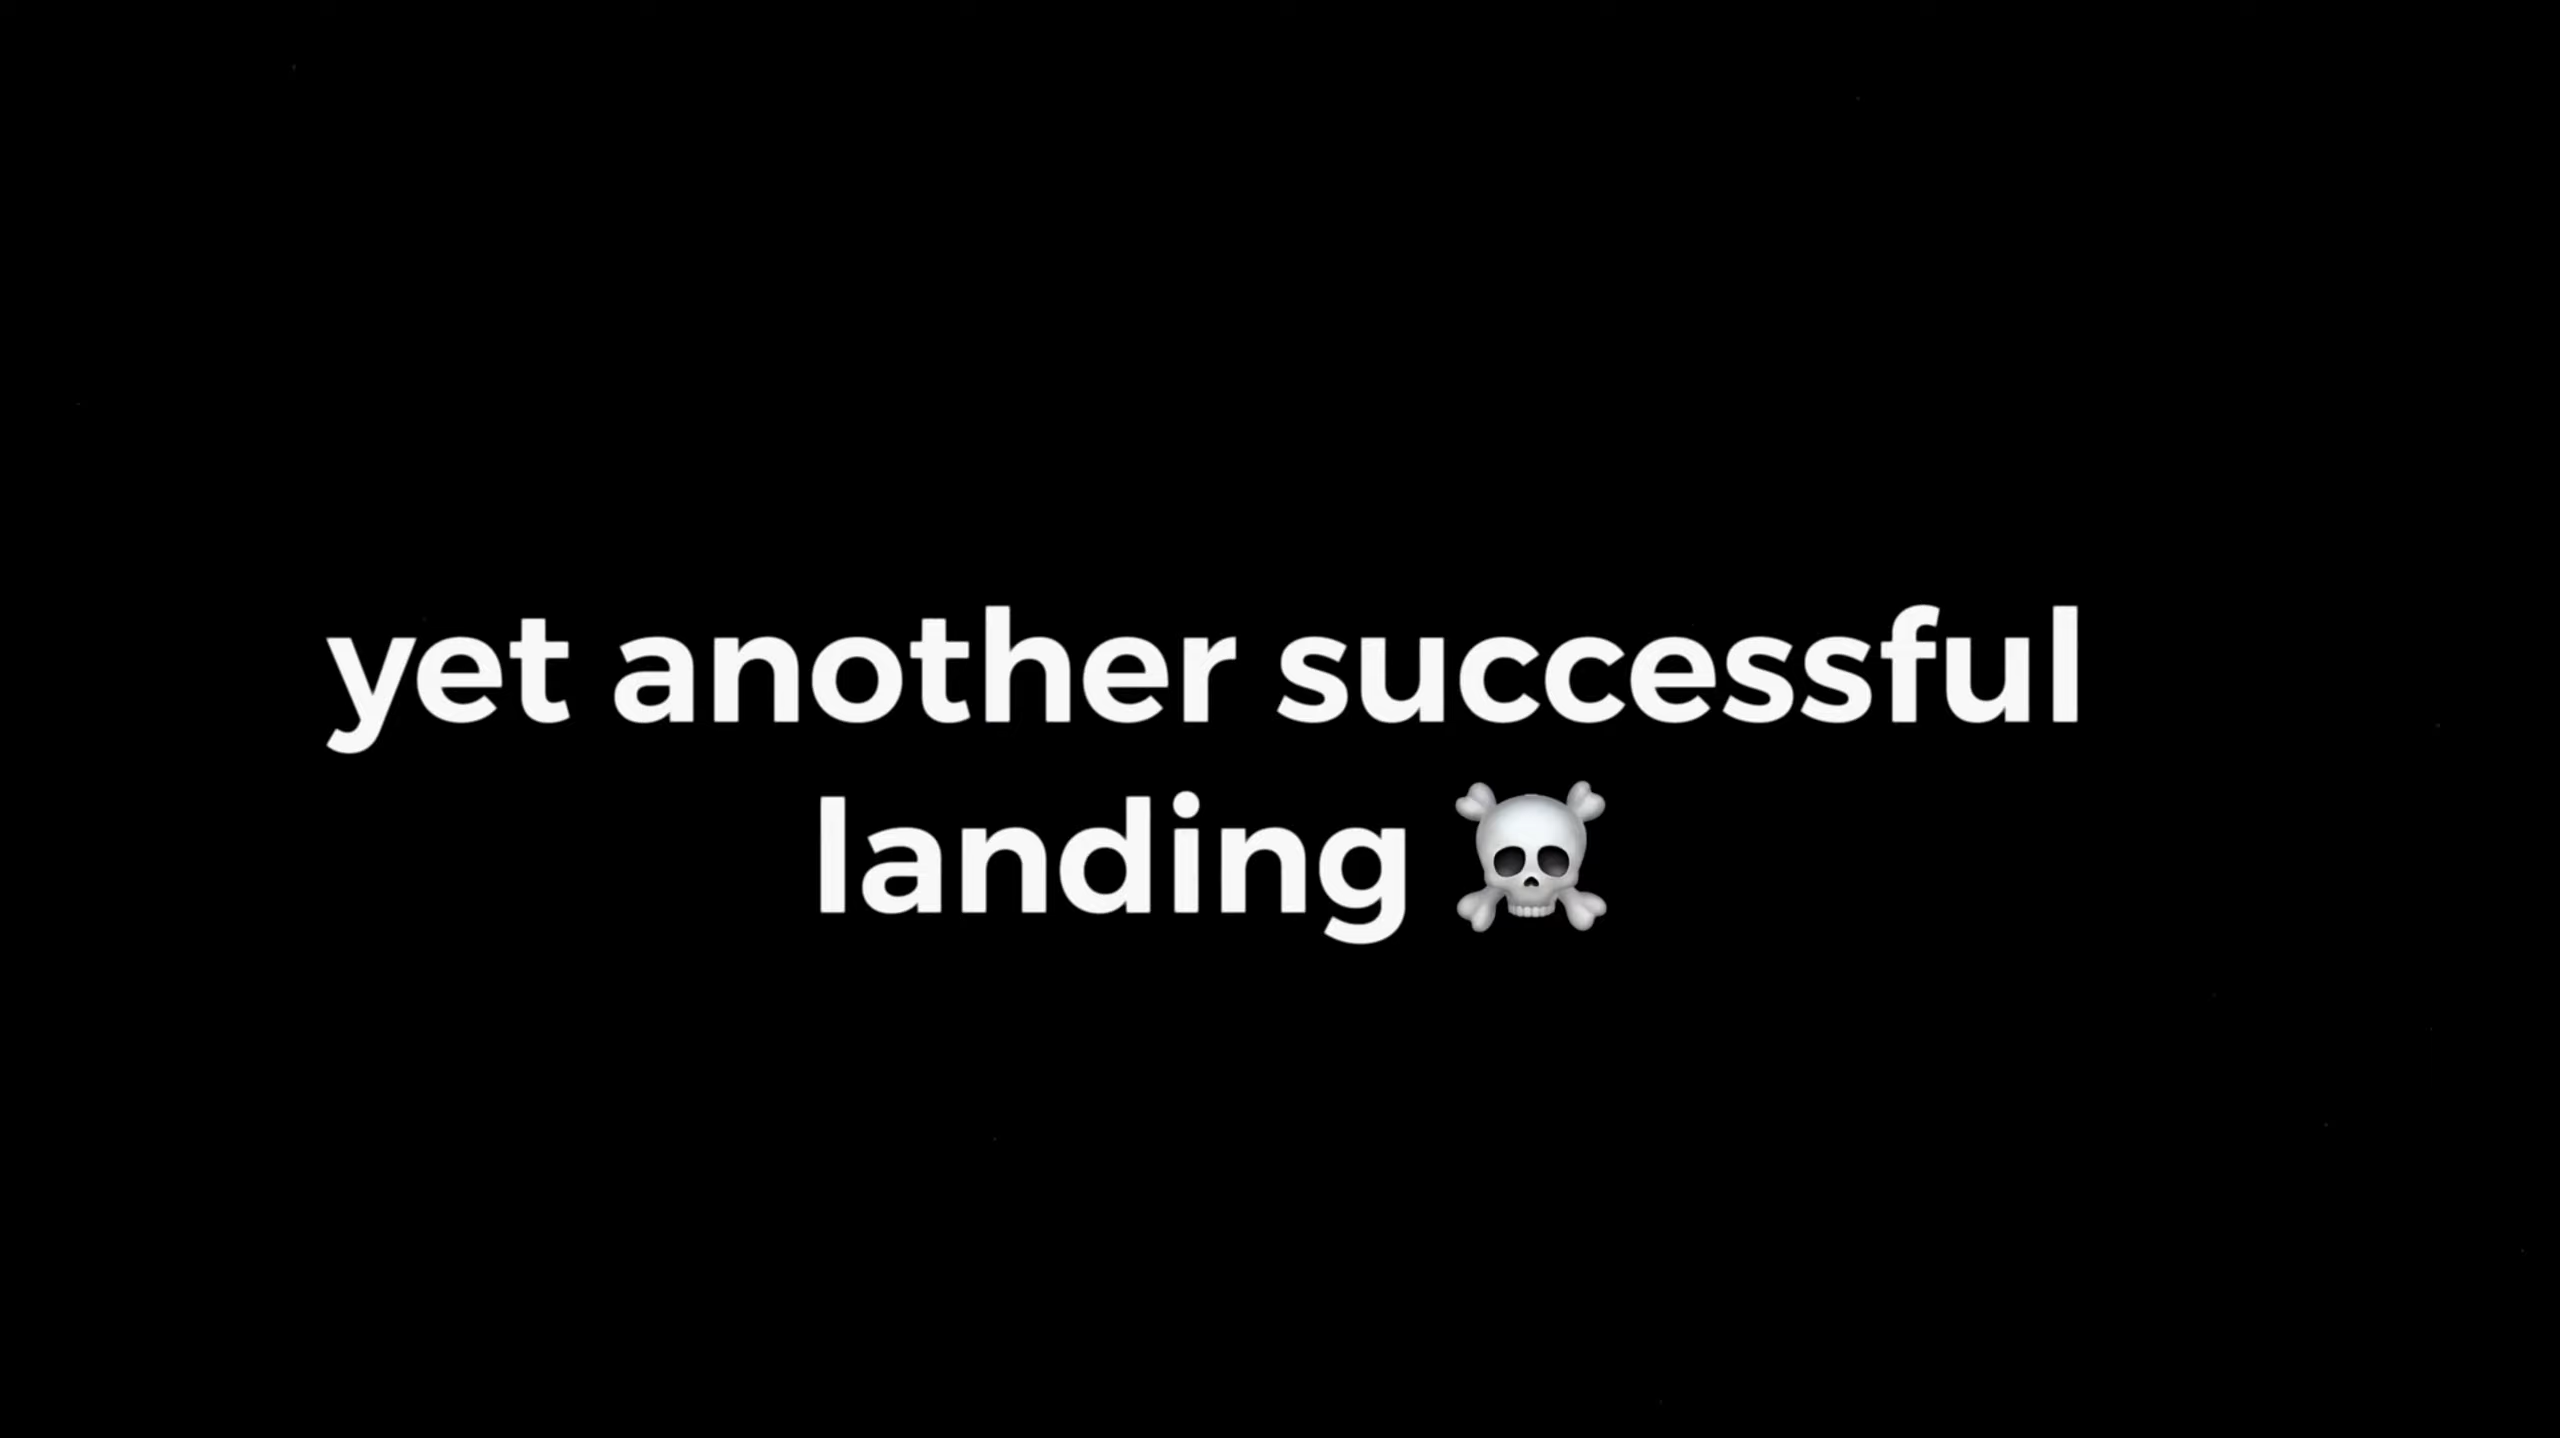 yet another successful
landing ☠️